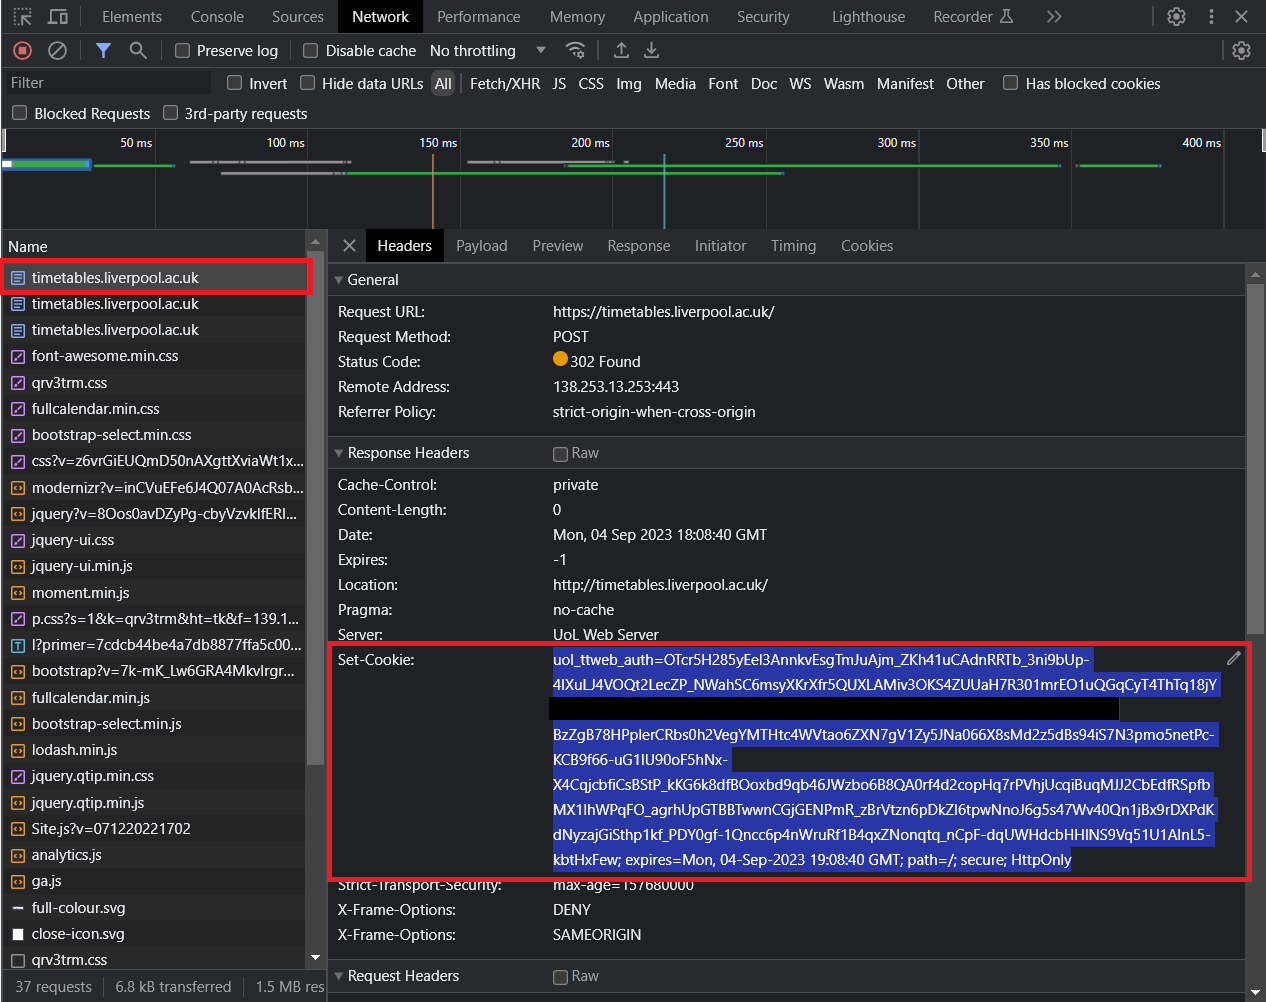 Elements Console Sources Network Performance Memory Application Security Lighthouse Recorder
Preserve log Disable cache No throttling
Filter Invert Hide data URLs All Fetch/XHR JS CSS Img Media Font Doc WS Wasm Manifest Other Has blocked cookies
Blocked Requests 3rd-party requests
50 ms 100 ms 150 ms 200 ms 250 ms 300 ms 350 ms 400 ms
Name
timetables.liverpool.ac.uk
timetables.liverpool.ac.uk
timetables.liverpool.ac.uk
font-awesome.min.css
qrv3trm.css
fullcalendar.min.css
bootstrap-select.min.css
css?v=z6vrGiEUQmD50nAXgttXviaWt1x...
modernizr?v=inCVuEFe6J4Q07A0AcRsb...
jquery?v=8Oos0avDZyPg-cbyVzvklfERI...
jquery-ui.css
jquery-ui.min.js
moment.min.js
p.css?s=1&k=qrv3trm&ht=tk&f=139.1...
l?primer=7cdcb44be4a7db8877ffa5c00...
bootstrap?v=7k-mK_Lw6GRA4MkvIrgr...
fullcalendar.min.js
bootstrap-select.min.js
lodash.min.js
jquery.qtip.min.css
jquery.qtip.min.js
Site.js?v=071220221702
analytics.js
ga.js
full-colour.svg
close-icon.svg
qrv3trm.css
37 requests 6.8 kB transferred 1.5 MB res
Headers Payload Preview Response Initiator Timing Cookies
General
Request URL: https://timetables.liverpool.ac.uk/
Request Method: POST
Status Code: 302 Found
Remote Address: 138.253.13.253:443
Referrer Policy: strict-origin-when-cross-origin
Response Headers Raw
Cache-Control: private
Content-Length: 0
Date: Mon, 04 Sep 2023 18:08:40 GMT
Expires: -1
Location: http://timetables.liverpool.ac.uk/
Pragma: no-cache
Server: UoL Web Server
Set-Cookie: uol_ttweb_auth=OTcr5H285yEel3AnnkvEsgTmJuAjm_ZKh41uCAdnRRTb_3ni9bUp-
4IXuLJ4VOQt2LecZP_NWahSC6msyXKrXfr5QUXLAMiv3OKS4ZUUaH7R301mrEO1uQGqCyT4ThTq18jY
BzZgB78HPplerCRbs0h2VegYMTHtc4WVtao6ZXN7gV1Zy5JNa066X8sMd2z5dBs94iS7N3pmo5netPc-
KCB9f66-uG1lU90oF5hNx-
X4CqjcbfiCsBStP_kKG6k8dfBOoxbd9qb46JWzbo6B8QA0rf4d2copHq7rPVhjUcqiBuqMJJ2CbEdfRSpfb
MX1lhWPqFO_agrhUpGTBBTwwnCGjGENPmR_zBrVtzn6pDkZI6tpwNnoJ6g5s47Wv40Qn1jBx9rDXPdK
dNyzajGiSthp1kf_PDY0gf-1Qncc6p4nWruRf1B4qxZNonqtq_nCpF-dqUWHdcbHHINS9Vq51U1AInL5-
kbtHxFew; expires=Mon, 04-Sep-2023 19:08:40 GMT; path=/; secure; HttpOnly
Strict-Transport-Security: max-age=157680000
X-Frame-Options: DENY
X-Frame-Options: SAMEORIGIN
Request Headers Raw